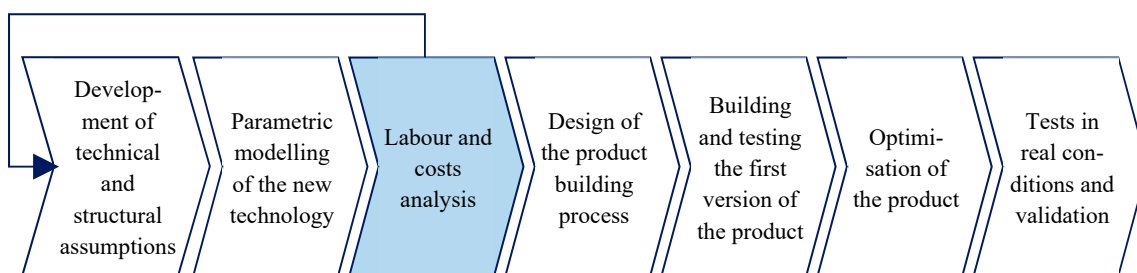 Develop-
ment of
technical
and
structural
assumptions
Parametric
modelling
of the new
technology
Labour and
costs
analysis
Design of
the product
building
process
Building
and testing
the first
version of
the product
Optimi-
sation of
the product
Tests in
real con-
ditions and
validation